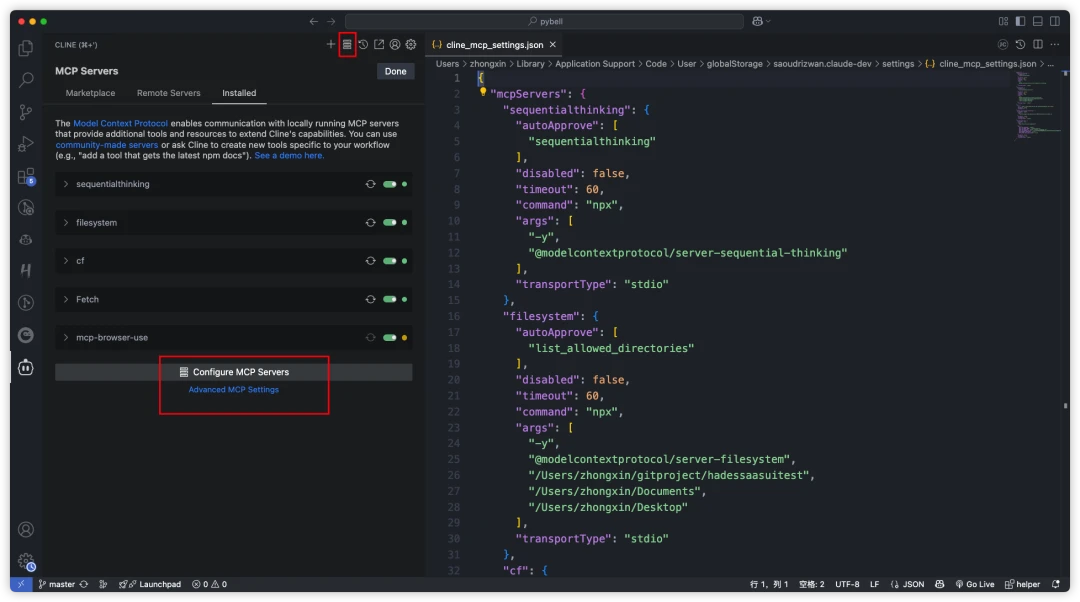 pybell
CLINE (⌘+')
MCP Servers
Done
Marketplace
Remote Servers
Installed
The Model Context Protocol enables communication with locally running MCP servers
that provide additional tools and resources to extend Cline's capabilities. You can use
community-made servers or ask Cline to create new tools specific to your workflow
(e.g., "add a tool that gets the latest npm docs"). See a demo here.
sequentialthinking
filesystem
cf
Fetch
mcp-browser-use
Configure MCP Servers
Advanced MCP Settings
6
{..} cline_mcp_settings.json ×
Users > zhongxin > Library > Application Support > Code > User > globalStorage > saoudrizwan.claude-dev > settings > {..} cline_mcp_settings.json > ...
1 {
2 "mcpServers": {
3 "sequentialthinking": {
4 "autoApprove": [
5 "sequentialthinking"
6 ],
7 "disabled": false,
8 "timeout": 60,
9 "command": "npx",
10 "args": [
11 "-y",
12 "@modelcontextprotocol/server-sequential-thinking"
13 ],
14 "transportType": "stdio"
15 },
16 "filesystem": {
17 "autoApprove": [
18 "list_allowed_directories"
19 ],
20 "disabled": false,
21 "timeout": 60,
22 "command": "npx",
23 "args": [
24 "-y",
25 "@modelcontextprotocol/server-filesystem",
26 "/Users/zhongxin/gitproject/hadessaasuitest",
27 "/Users/zhongxin/Documents",
28 "/Users/zhongxin/Desktop"
29 ],
30 "transportType": "stdio"
31 },
32 "cf": {
master
Launchpad
0 0
行 1，列 1
空格: 2
UTF-8
LF
JSON
Go Live
helper